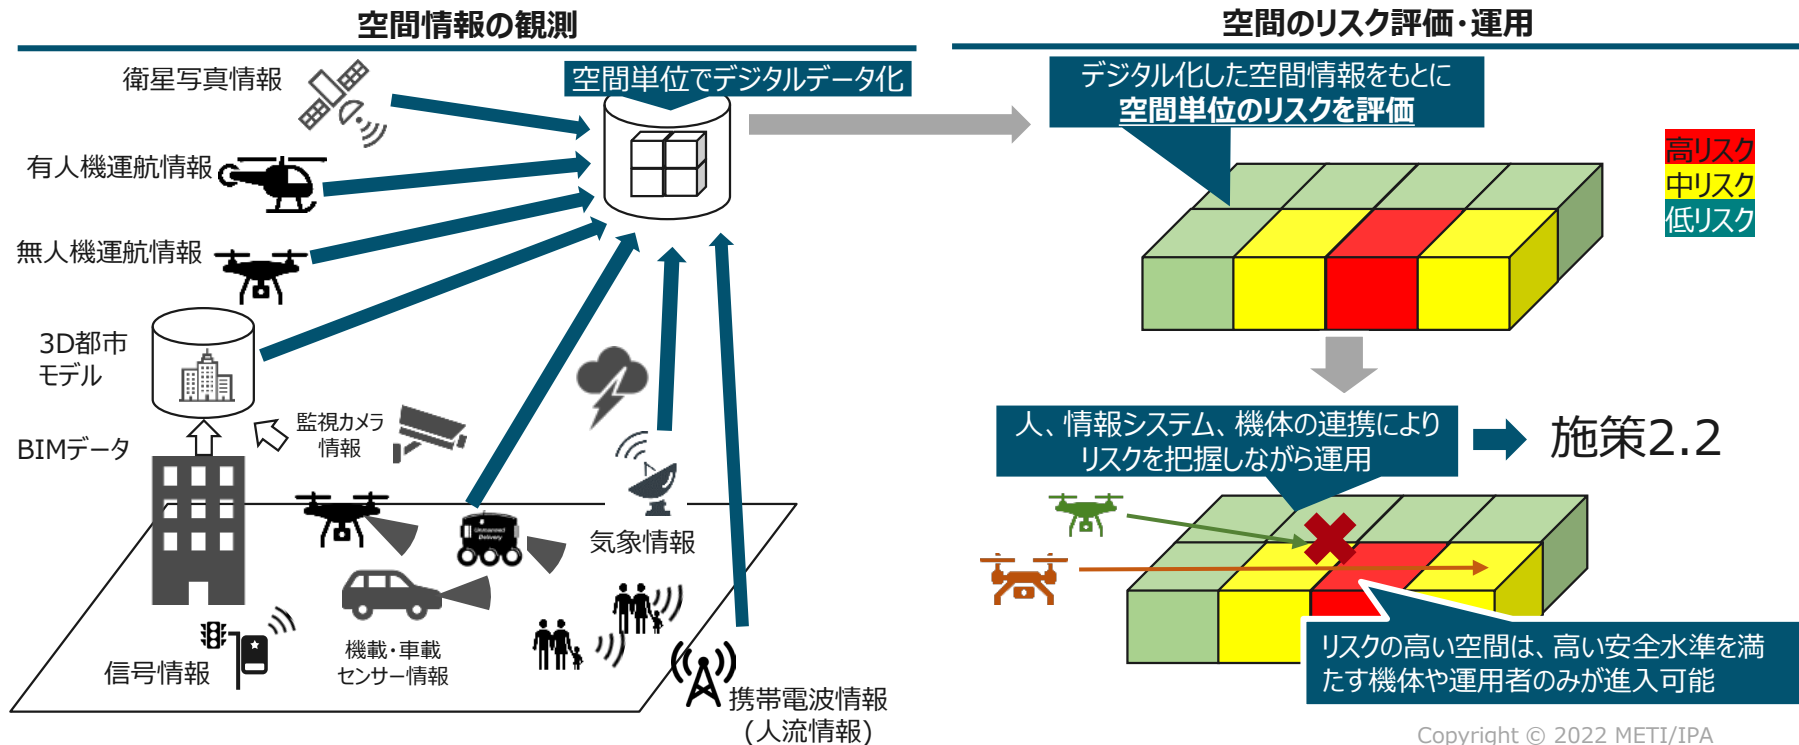 空間情報の観測
衛星写真情報
空間単位でデジタルデータ化
有人機運航情報
無人機運航情報
3D都市
モデル
監視カメラ
情報
BIMデータ
Unmanned
Delivery
気象情報
信号情報
機載・車載
センサー情報
携帯電波情報
(人流情報)
空間のリスク評価・運用
デジタル化した空間情報をもとに
空間単位のリスクを評価
高リスク
中リスク
低リスク
人、情報システム、機体の連携により
リスクを把握しながら運用
施策2.2
リスクの高い空間は、高い安全水準を満
たす機体や運用者のみが進入可能
Copyright © 2022 METI/IPA